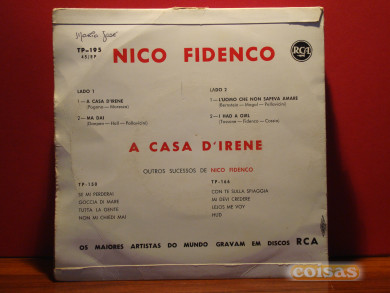 TP-195
45/EP
NICO FIDENCO
RCA
LADO 1
1—A CASA D'IRENE
2—MA DAI
LADO 2
1—L'UOMO CHE NON SAPEVA AMARE
2—I HAD A GIRL
A CASA D'IRENE
OUTROS SUCESSOS DE NICO FIDENCO
TP-130
SE MI PERDERAI
GOCCIA DI MARE
TUTTA LA GENTE
NON MI CHIEDI MAI
TP-166
CON TE SULLA SPIAGGIA
MI DEVI CREDERE
LEJOS ME VOY
HUD
OS MAIORES ARTISTAS DO MUNDO GRAVAM EM DISCOS RCA
coisas